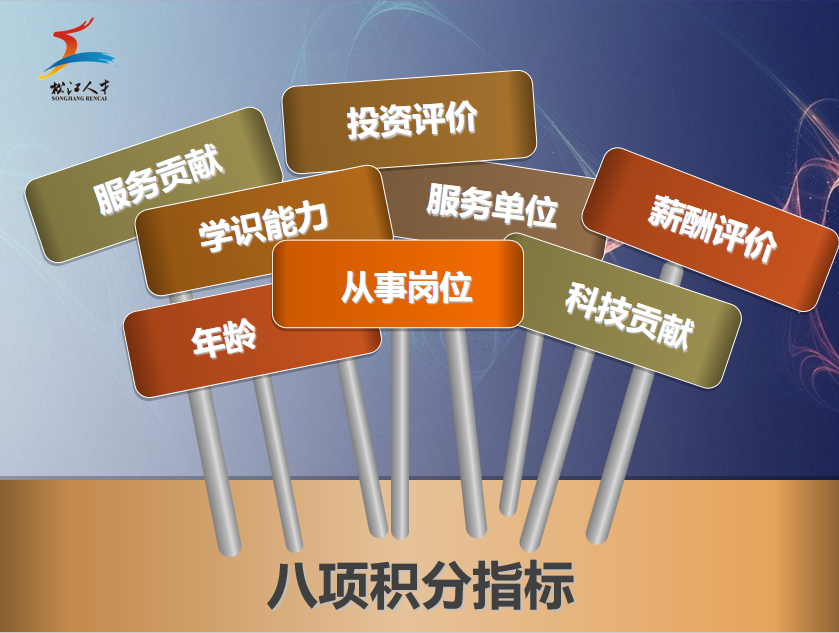 松江人才
SONGJIANG RENCAI
投资评价
服务贡献
学识能力
服务单位
薪酬评价
从事岗位
科技贡献
年龄
八项积分指标